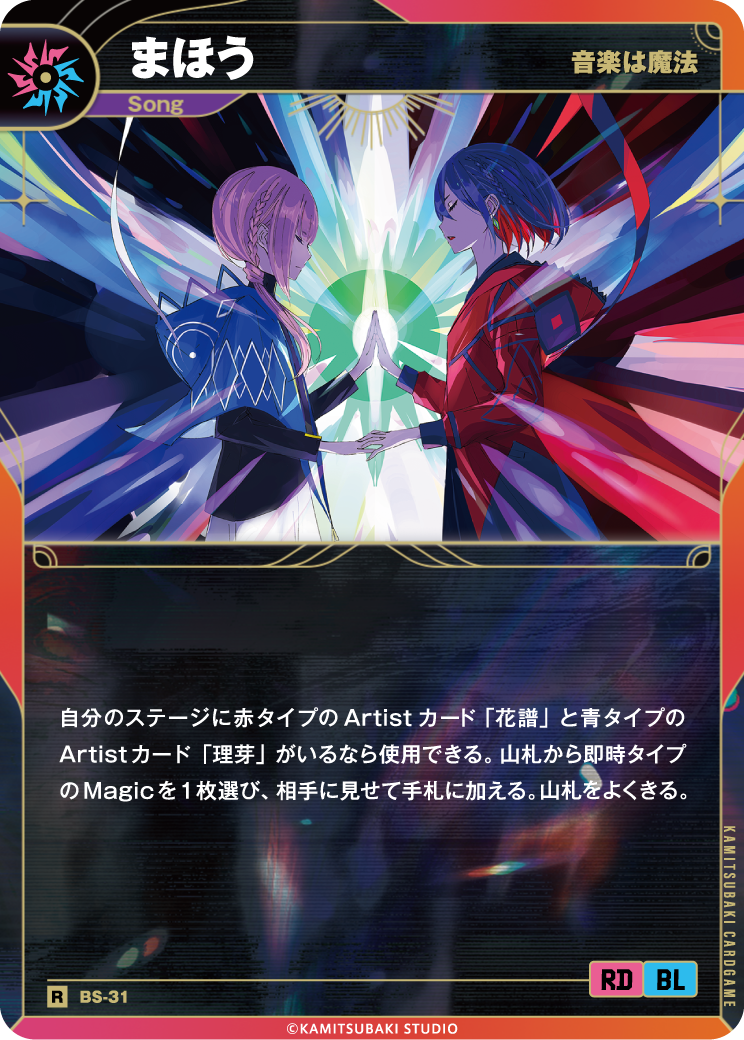 まほう
音楽は魔法
Song
自分のステージに赤タイプのArtistカード「花譜」と青タイプの
Artistカード「理芽」がいるなら使用できる。山札から即時タイプ
のMagicを1枚選び、相手に見せて手札に加える。山札をよくきる。
KAMITSUBAKI CARDGAME
RD BL
R BS-31
©KAMITSUBAKI STUDIO